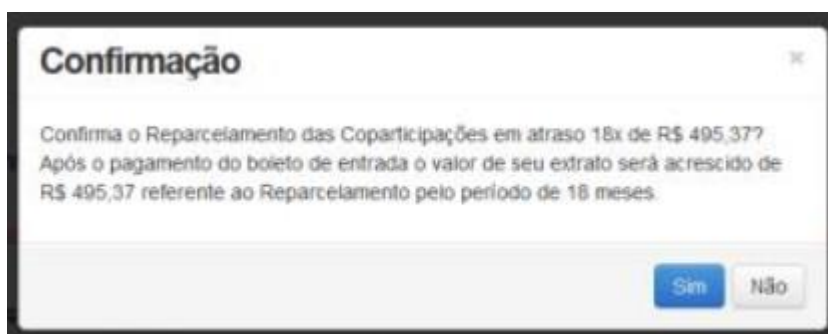 Confirmação
Confirma o Reparcelamento das Coparticipações em atraso 18x de R$ 495,37?
Após o pagamento do boleto de entrada o valor de seu extrato será acrescido de
R$ 495,37 referente ao Reparcelamento pelo período de 18 meses.
Sim
Não